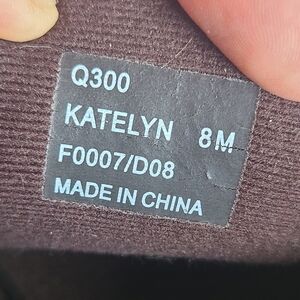 Q300
KATELYN 8M
F0007/D08
MADE IN CHINA